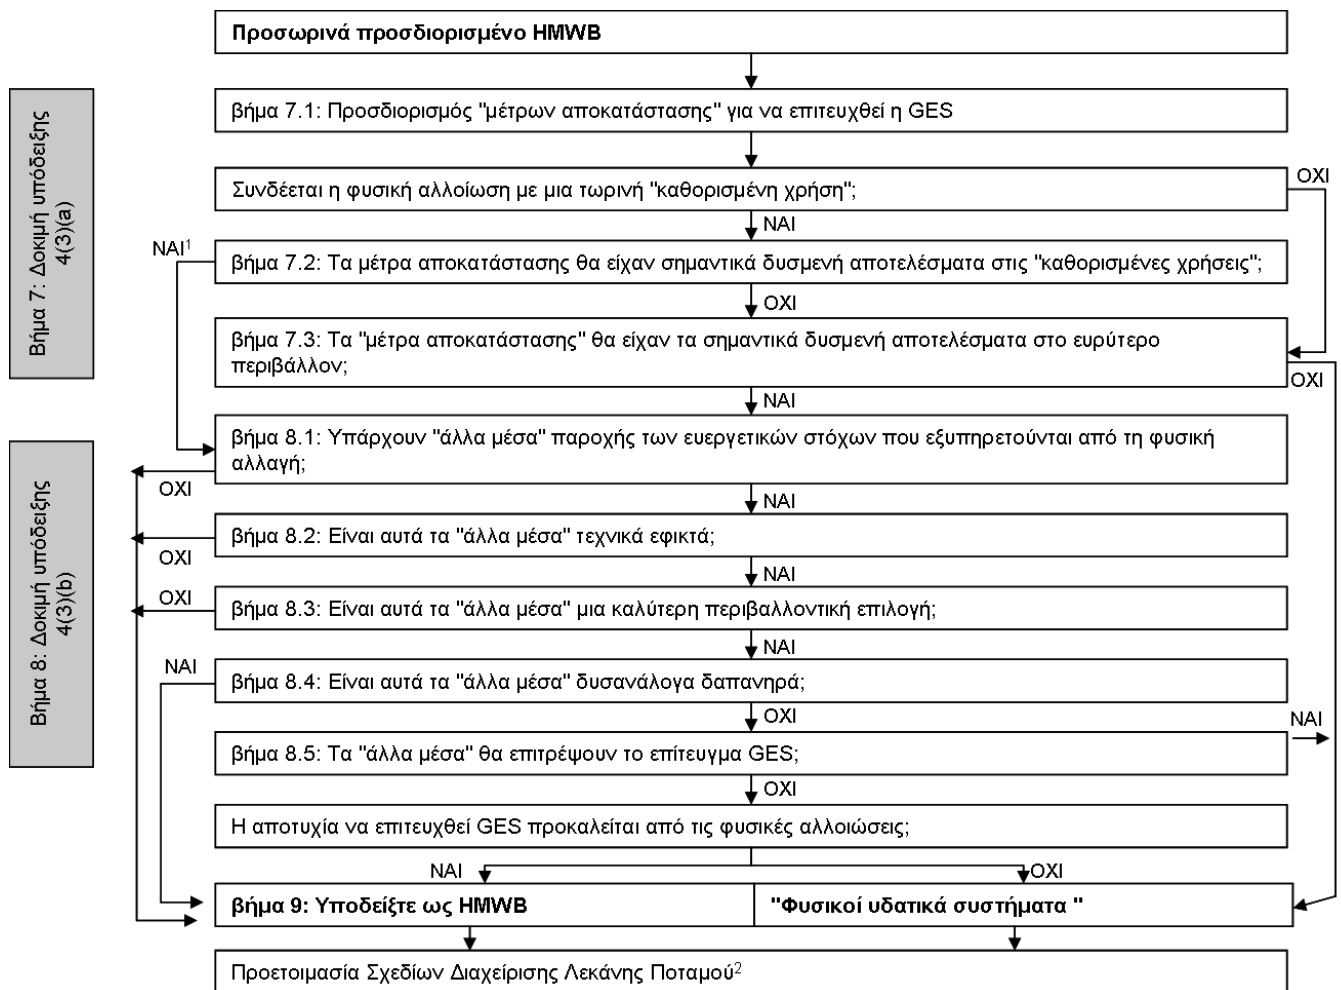 Προσωρινά προσδιορισμένο HMWB
βήμα 7.1: Προσδιορισμός "μέτρων αποκατάστασης" για να επιτευχθεί η GES
Συνδέεται η φυσική αλλοίωση με μια τωρινή "καθορισμένη χρήση";
ΟΧΙ
ΝΑΙ
Βήμα 7: Δοκιμή υπόδειξης
4(3)(a)
ΝΑΙ¹
βήμα 7.2: Τα μέτρα αποκατάστασης θα είχαν σημαντικά δυσμενή αποτελέσματα στις "καθορισμένες χρήσεις";
ΟΧΙ
βήμα 7.3: Τα "μέτρα αποκατάστασης" θα είχαν τα σημαντικά δυσμενή αποτελέσματα στο ευρύτερο
περιβάλλον;
ΟΧΙ
ΝΑΙ
βήμα 8.1: Υπάρχουν "άλλα μέσα" παροχής των ευεργετικών στόχων που εξυπηρετούνται από τη φυσική
αλλαγή;
ΟΧΙ
ΝΑΙ
Βήμα 8: Δοκιμή υπόδειξης
4(3)(b)
βήμα 8.2: Είναι αυτά τα "άλλα μέσα" τεχνικά εφικτά;
ΟΧΙ
ΝΑΙ
ΟΧΙ
βήμα 8.3: Είναι αυτά τα "άλλα μέσα" μια καλύτερη περιβαλλοντική επιλογή;
ΝΑΙ
ΝΑΙ
βήμα 8.4: Είναι αυτά τα "άλλα μέσα" δυσανάλογα δαπανηρά;
ΟΧΙ
ΝΑΙ
βήμα 8.5: Τα "άλλα μέσα" θα επιτρέψουν το επίτευγμα GES;
ΟΧΙ
Η αποτυχία να επιτευχθεί GES προκαλείται από τις φυσικές αλλοιώσεις;
ΝΑΙ
ΟΧΙ
βήμα 9: Υποδείξτε ως HMWB
"Φυσικοί υδατικά συστήματα "
Προετοιμασία Σχεδίων Διαχείρισης Λεκάνης Ποταμού²